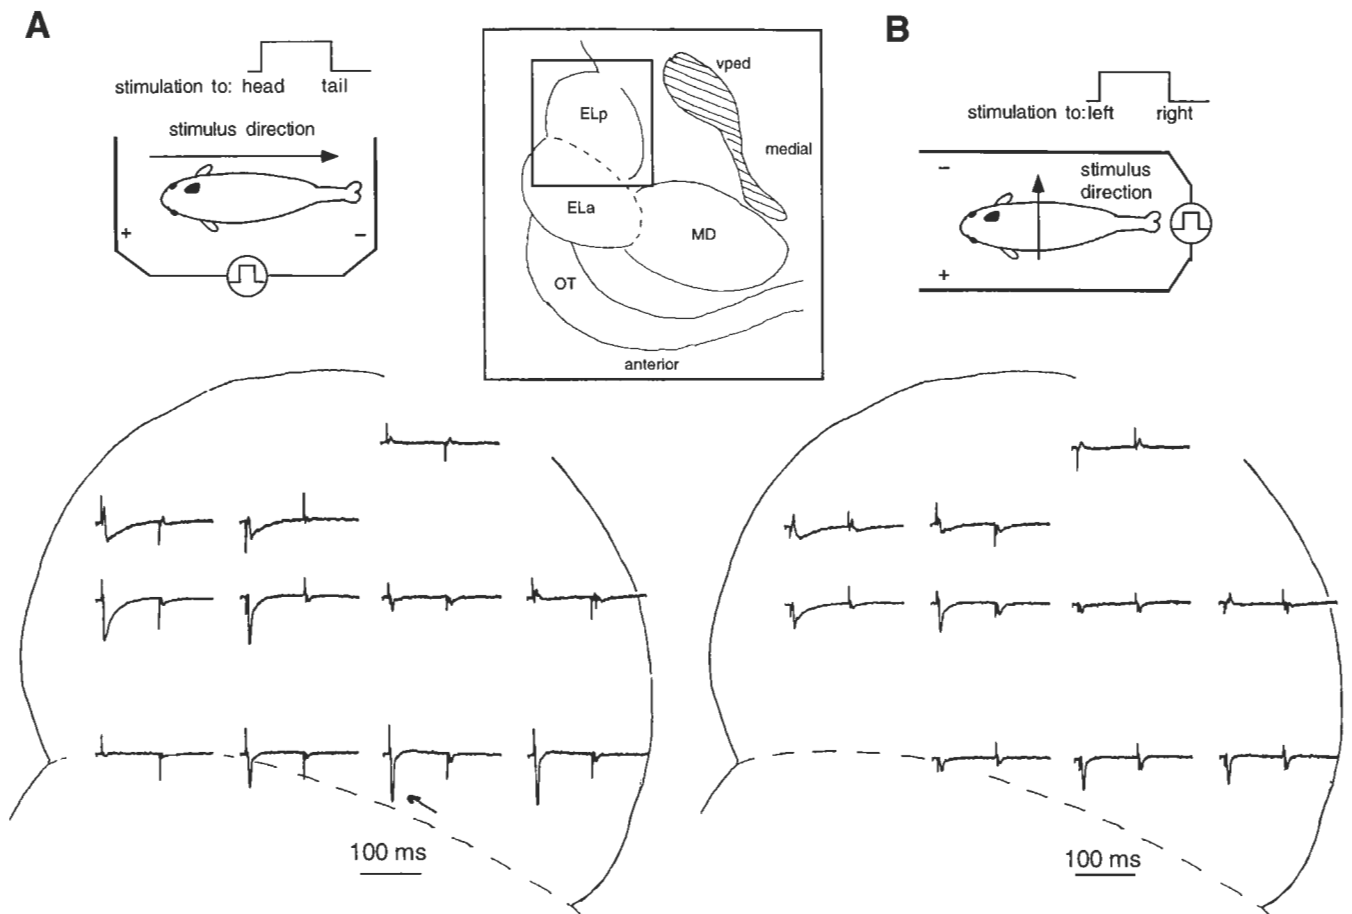 A
stimulation to: head tail
stimulus direction
+ −
vped
ELp
medial
ELa
MD
OT
anterior
B
stimulation to: left right
−
stimulus
direction
+
100 ms
100 ms